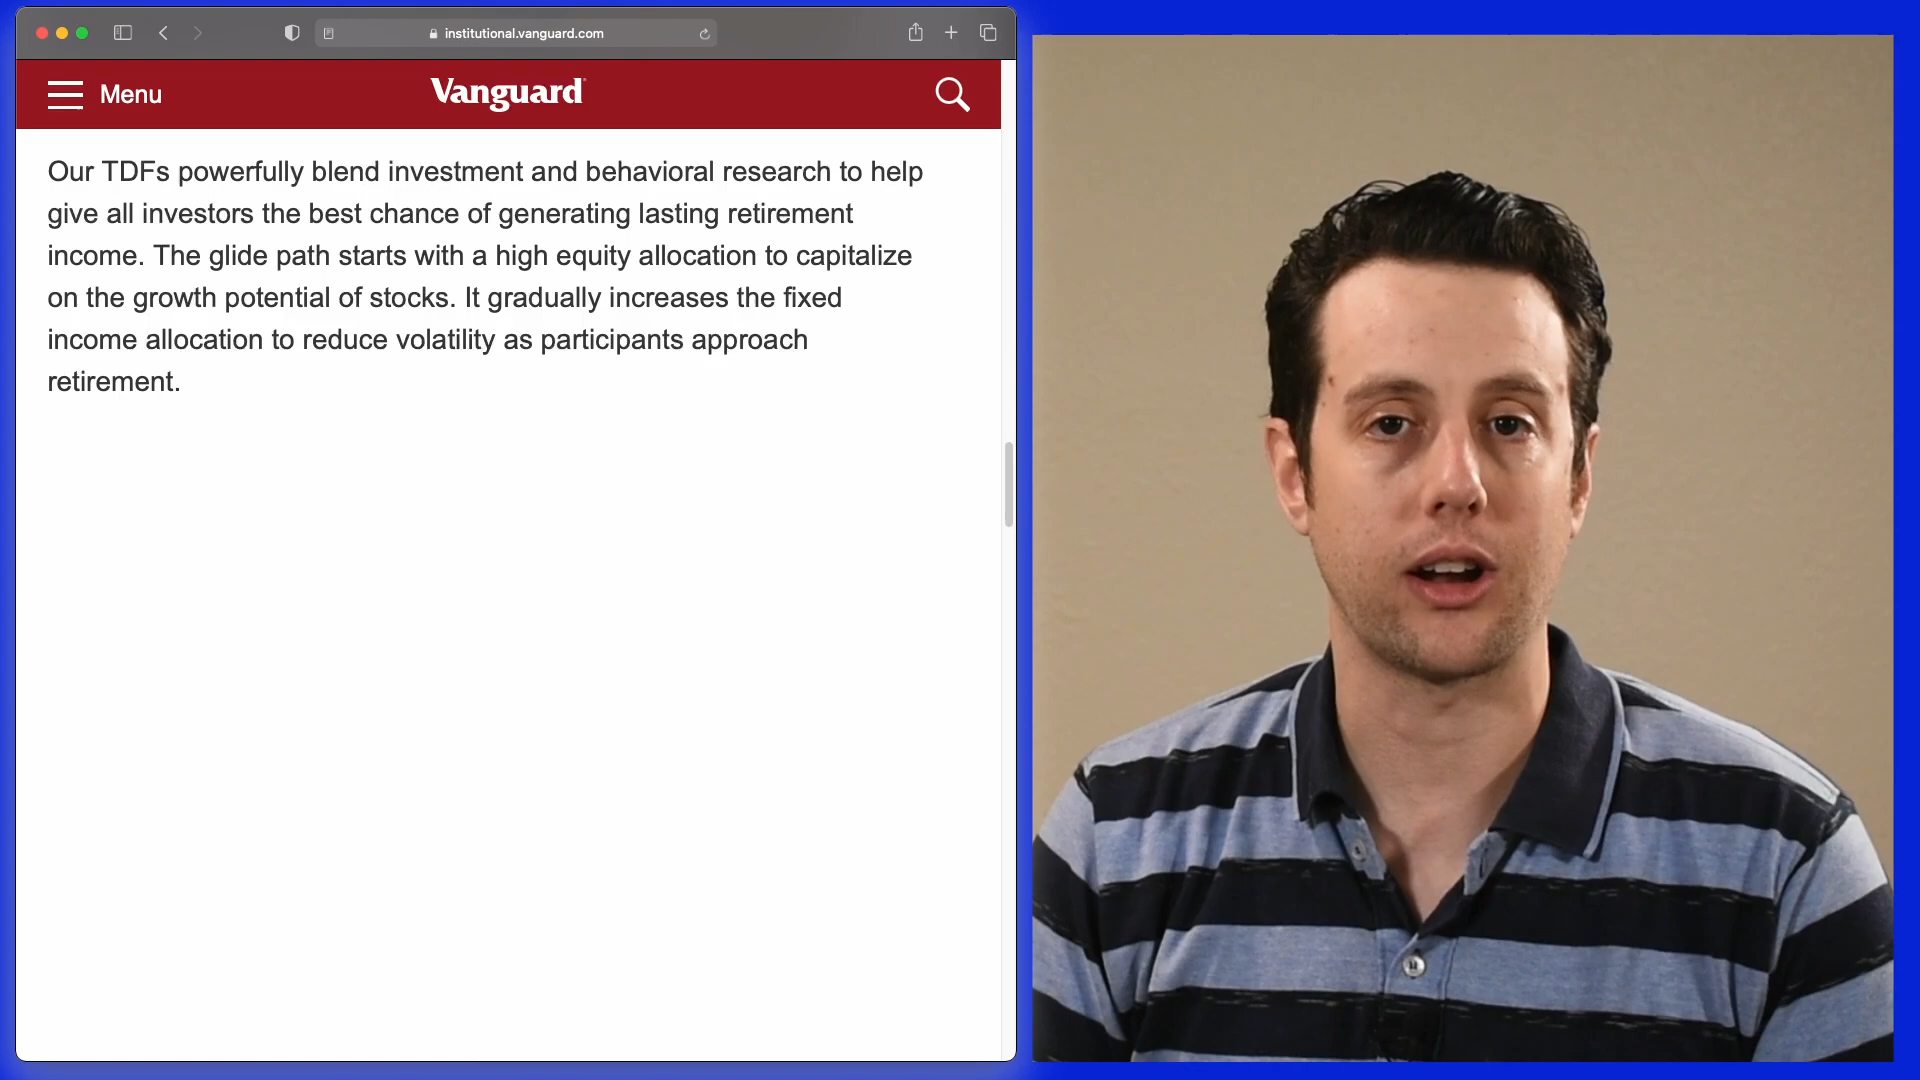 institutional.vanguard.com
Menu
Vanguard
Our TDFs powerfully blend investment and behavioral research to help
give all investors the best chance of generating lasting retirement
income. The glide path starts with a high equity allocation to capitalize
on the growth potential of stocks. It gradually increases the fixed
income allocation to reduce volatility as participants approach
retirement.